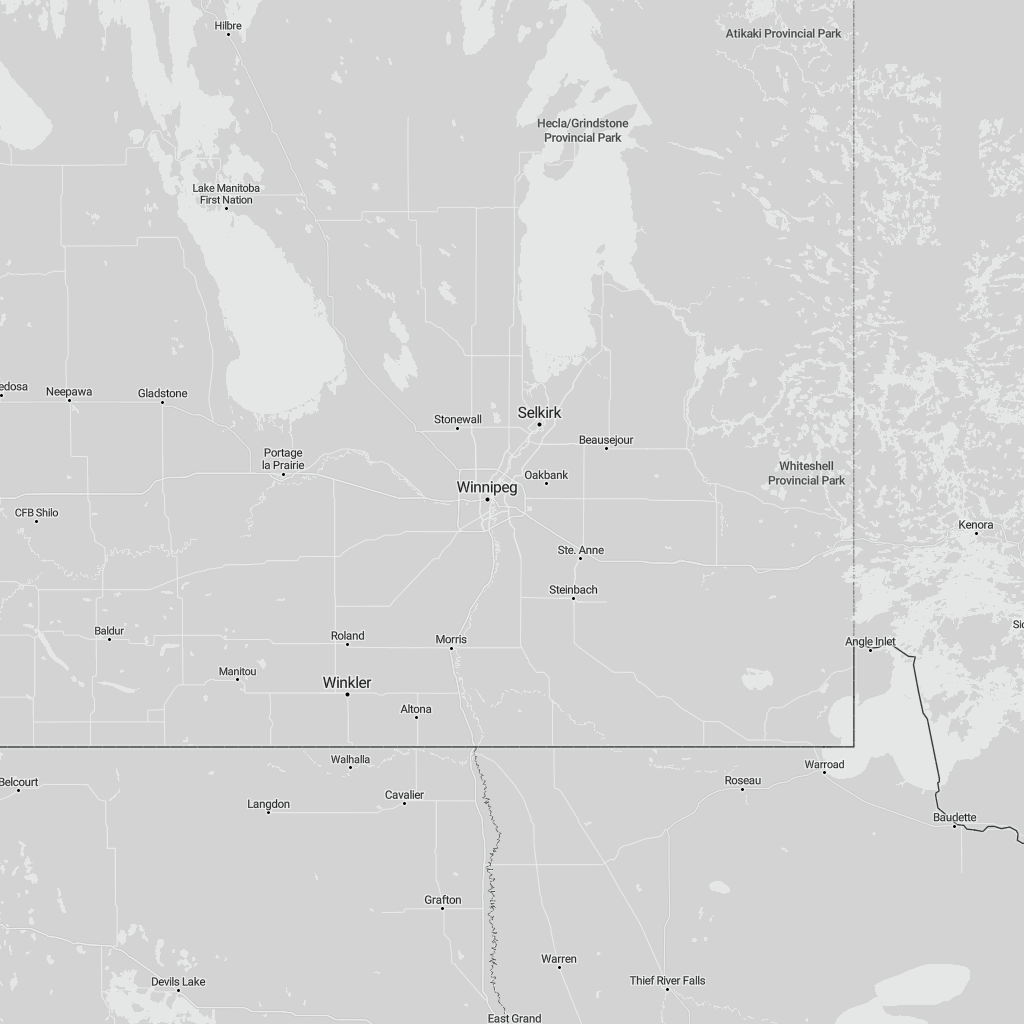 Hilbre
Atikaki Provincial Park
Hecla/Grindstone
Provincial Park
Lake Manitoba
First Nation
edosa
Neepawa
Gladstone
Stonewall
Selkirk
Beausejour
Portage
la Prairie
Oakbank
Whiteshell
Provincial Park
Winnipeg
CFB Shilo
Kenora
Ste. Anne
Steinbach
Baldur
Roland
Morris
Angle Inlet
Sio
Manitou
Winkler
Altona
Walhalla
Warroad
Belcourt
Roseau
Langdon
Cavalier
Baudette
Grafton
Warren
Devils Lake
Thief River Falls
East Grand